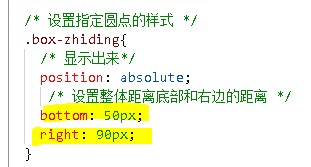 /* 设置指定圆点的样式 */
.box-zhiding{
/* 显示出来*/
position: absolute;
/* 设置整体距离底部和右边的距离 */
bottom: 50px;
right: 90px;
}